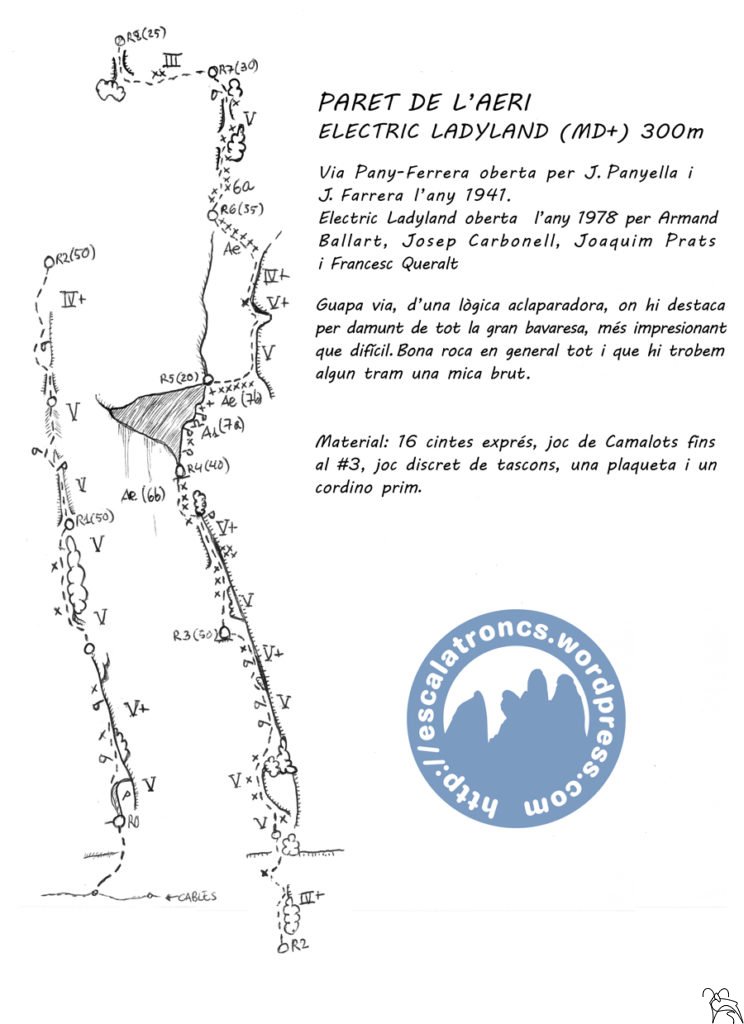 R8(25)
III
R7(30)
V
6a
R6(35)
Ae
R2(50)
IV+
IV+
V+
V
R5(20)
Ae (7b)
V
A1(7a)
R4(40)
V
Ae (6b)
R1(50)
V
V+
V
V
R3(50)
V+
V
V+
V
V
V
R0
←CABLES
IV+
R2
PARET DE L'AERI
ELECTRIC LADYLAND (MD+) 300m
Via Pany-Ferrera oberta per J. Panyella i
J. Farrera l'any 1941.
Electric Ladyland oberta l'any 1978 per Armand
Ballart, Josep Carbonell, Joaquim Prats
i Francesc Queralt
Guapa via, d'una lògica aclaparadora, on hi destaca
per damunt de tot la gran bavaresa, més impresionant
que difícil. Bona roca en general tot i que hi trobem
algun tram una mica brut.
Material: 16 cintes exprés, joc de Camalots fins
al #3, joc discret de tascons, una plaqueta i un
cordino prim.
http://escalatroncs.wordpress.com